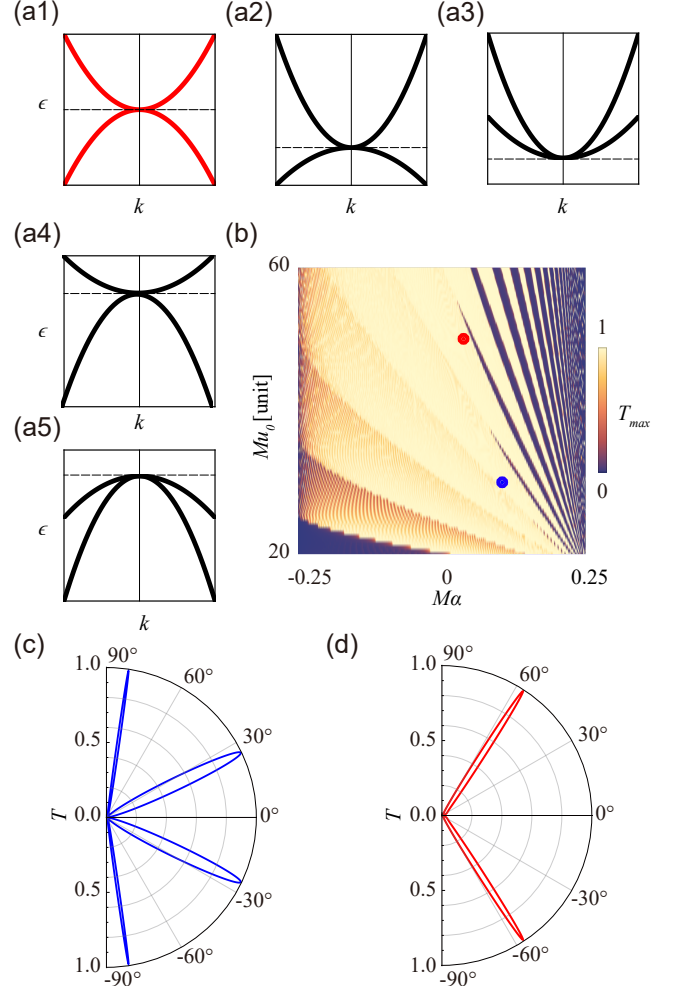 (a1)
(a2)
(a3)
ϵ
k
k
k
(a4)
(b)
ϵ
k
60
20
Mu₀[unit]
-0.25
0
0.25
Mα
1
0
T_max
(a5)
ϵ
k
(c)
1.0
0.5
0.0
0.5
1.0
T
90°
60°
30°
0°
-30°
-60°
-90°
(d)
1.0
0.5
0.0
0.5
1.0
T
90°
60°
30°
0°
-30°
-60°
-90°